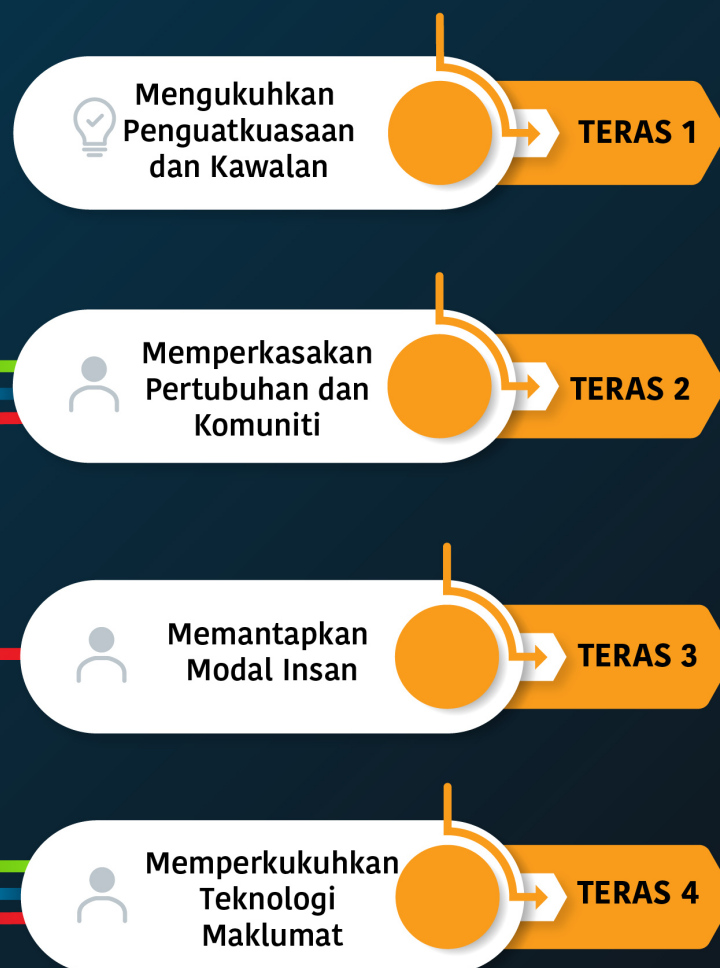 Mengukuhkan
Penguatkuasaan
dan Kawalan
TERAS 1
Memperkasakan
Pertubuhan dan
Komuniti
TERAS 2
Memantapkan
Modal Insan
TERAS 3
Memperkukuhkan
Teknologi
Maklumat
TERAS 4